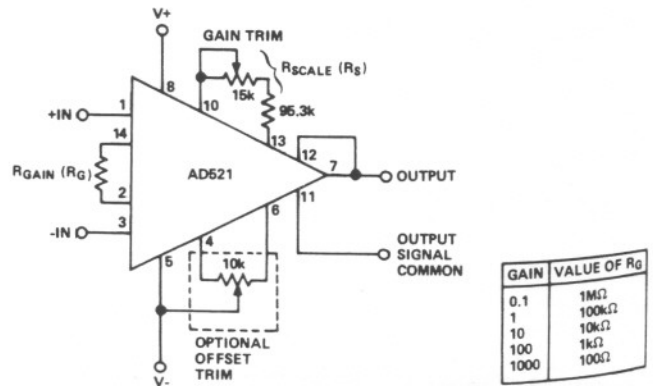 V+
GAIN TRIM
RSCALE (RS)
8
10
15k
95.3k
+IN
1
14
13
12
7
RGAIN (RG)
AD521
OUTPUT
2
11
6
-IN
3
4
5
10k
OUTPUT
SIGNAL
COMMON
OPTIONAL
OFFSET
TRIM
V-
GAIN VALUE OF RG
0.1 1MΩ
1 100kΩ
10 10kΩ
100 1kΩ
1000 100Ω